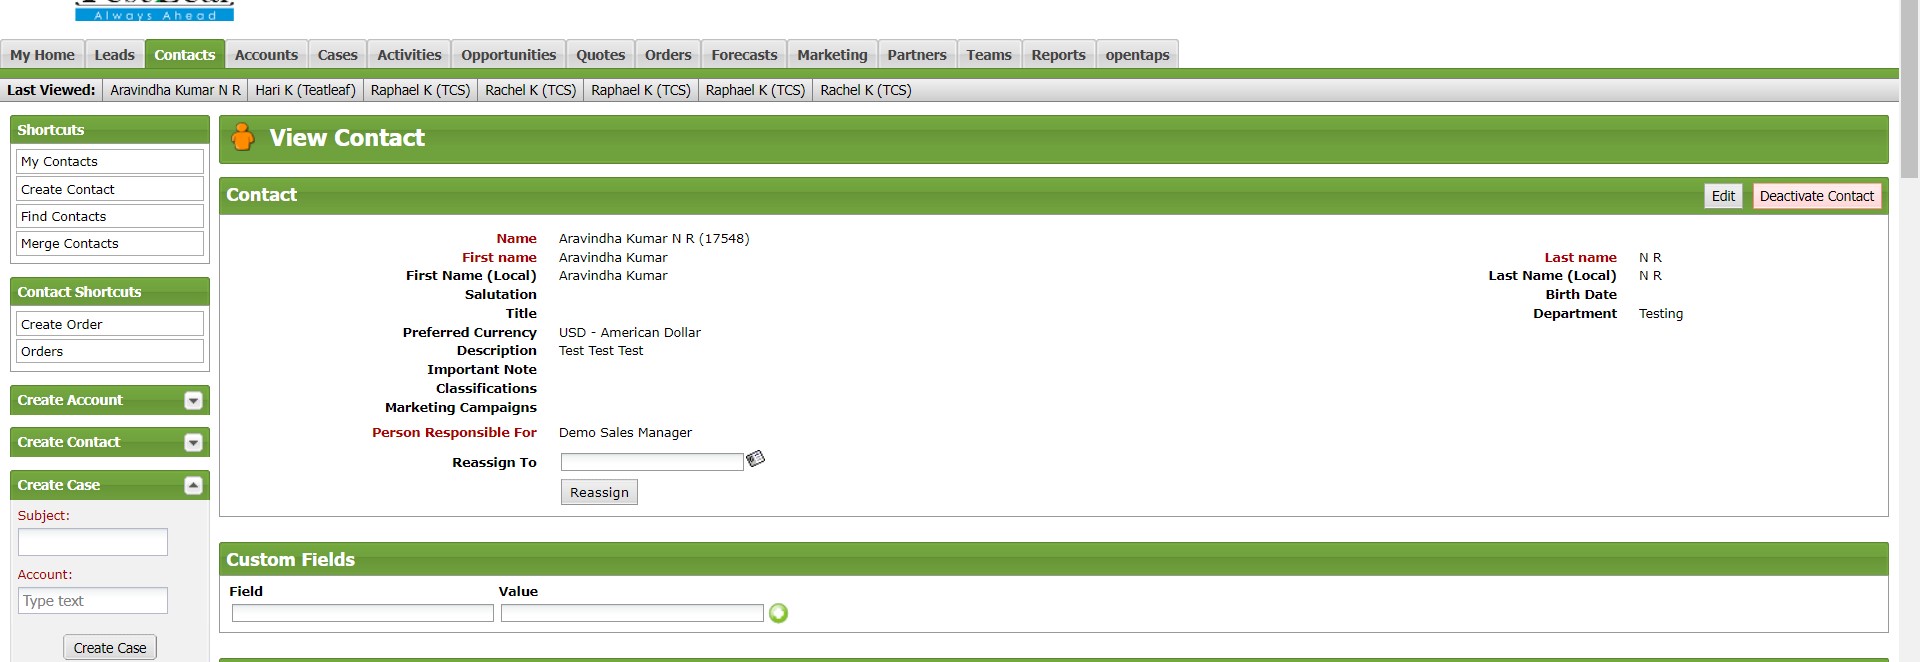 Always Ahead
My Home Leads Contacts Accounts Cases Activities Opportunities Quotes Orders Forecasts Marketing Partners Teams Reports opentaps
Last Viewed: Aravindha Kumar N R Hari K (Teatleaf) Raphael K (TCS) Rachel K (TCS) Raphael K (TCS) Raphael K (TCS) Rachel K (TCS)
Shortcuts
My Contacts
Create Contact
Find Contacts
Merge Contacts
Contact Shortcuts
Create Order
Orders
Create Account
Create Contact
Create Case
Subject:
Account:
Type text
Create Case
View Contact
Contact Edit Deactivate Contact
Name Aravindha Kumar N R (17548)
First name Aravindha Kumar Last name N R
First Name (Local) Aravindha Kumar Last Name (Local) N R
Salutation Birth Date
Title Department Testing
Preferred Currency USD - American Dollar
Description Test Test Test
Important Note
Classifications
Marketing Campaigns
Person Responsible For Demo Sales Manager
Reassign To
Reassign
Custom Fields
Field Value